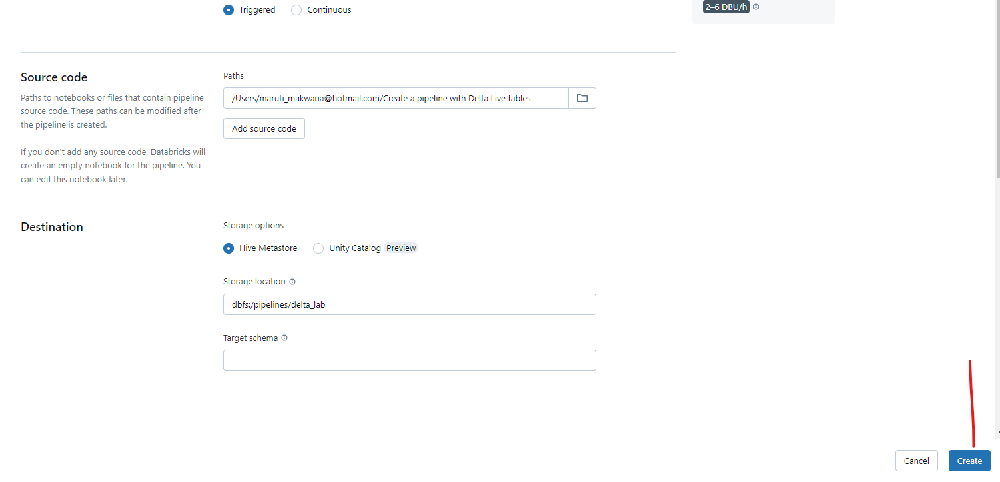 Triggered Continuous
2–6 DBU/h
Source code
Paths to notebooks or files that contain pipeline
source code. These paths can be modified after
the pipeline is created.
If you don't add any source code, Databricks will
create an empty notebook for the pipeline. You
can edit this notebook later.
Paths
/Users/maruti_makwana@hotmail.com/Create a pipeline with Delta Live tables
Add source code
Destination
Storage options
Hive Metastore Unity Catalog Preview
Storage location
dbfs:/pipelines/delta_lab
Target schema
Cancel Create